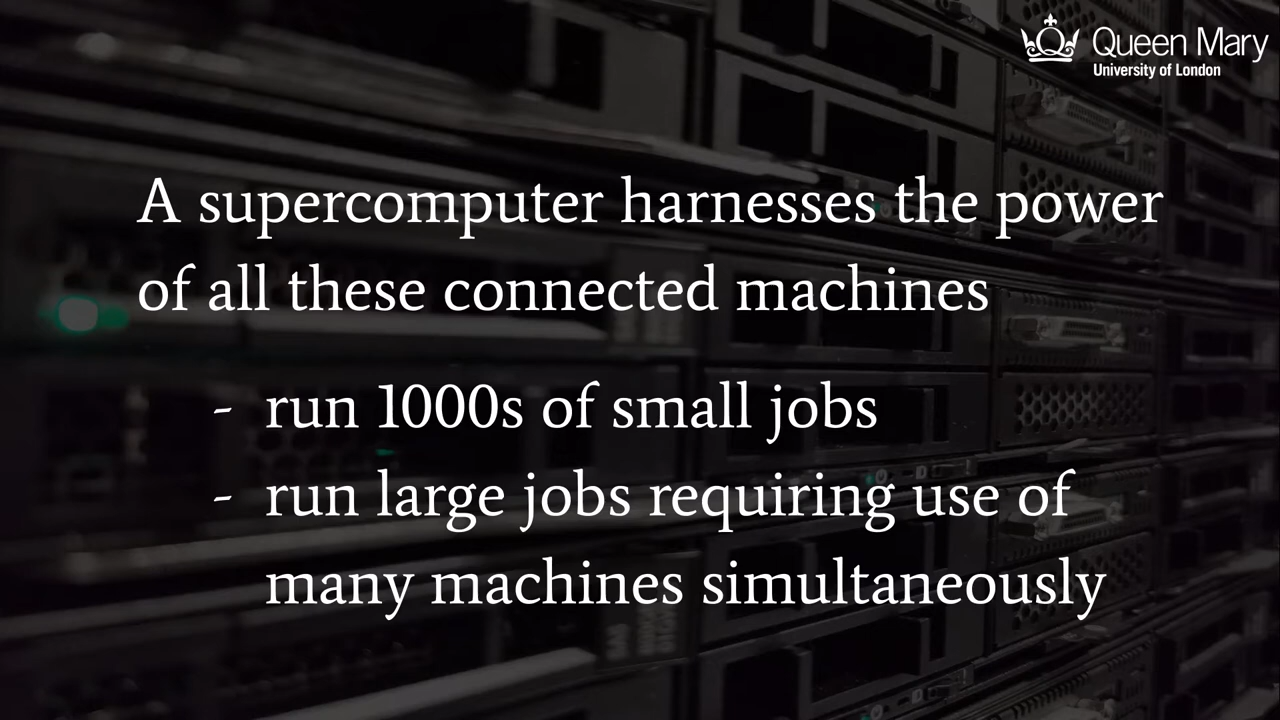 Queen Mary
University of London
A supercomputer harnesses the power
of all these connected machines
- run 1000s of small jobs
- run large jobs requiring use of
many machines simultaneously